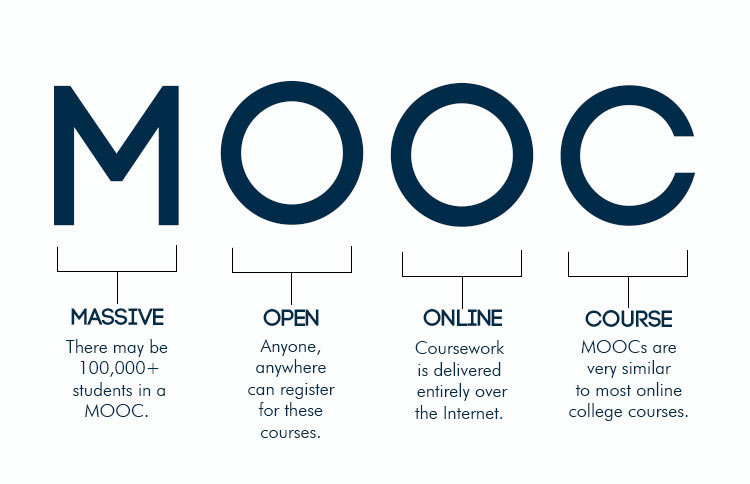 MOOC
MASSIVE
There may be
100,000+
students in a
MOOC.
OPEN
Anyone,
anywhere
can register
for these
courses.
ONLINE
Coursework
is delivered
entirely over
the Internet.
COURSE
MOOCs are
very similar
to most online
college courses.